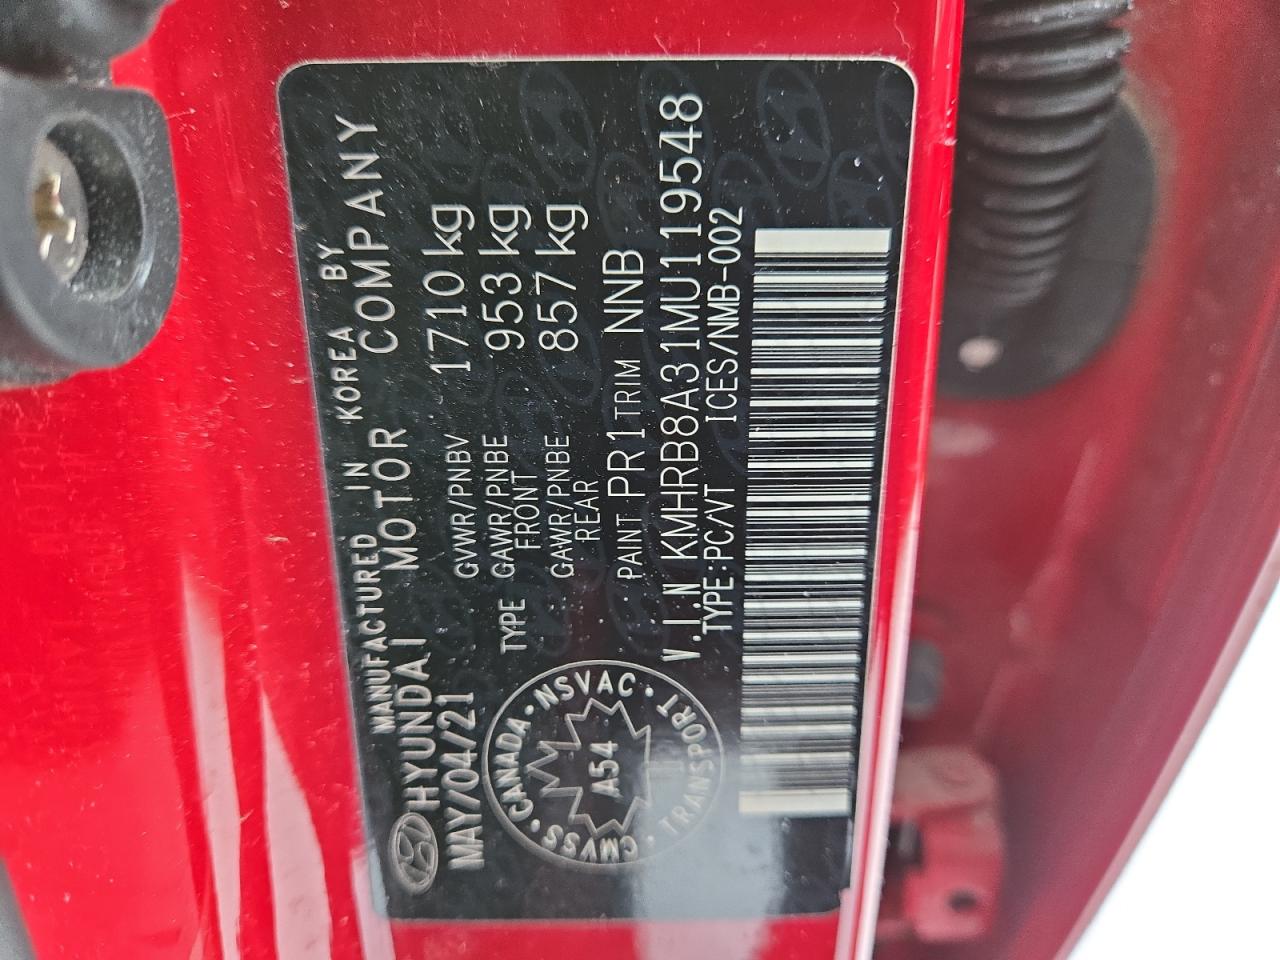 MANUFACTURED IN KOREA BY
HYUNDAI MOTOR COMPANY
MAY/04/21
GVWR/PNBV 1710 kg
TYPE GAWR/PNBE FRONT 953 kg
GAWR/PNBE REAR 857 kg
PAINT PR1 TRIM NNB
V.I.N KMHRB8A31MU119548
TYPE:PC/VT ICES/NMB-002
CANADA · NSVAC · TRANSPORT · CMVSS ·
A54